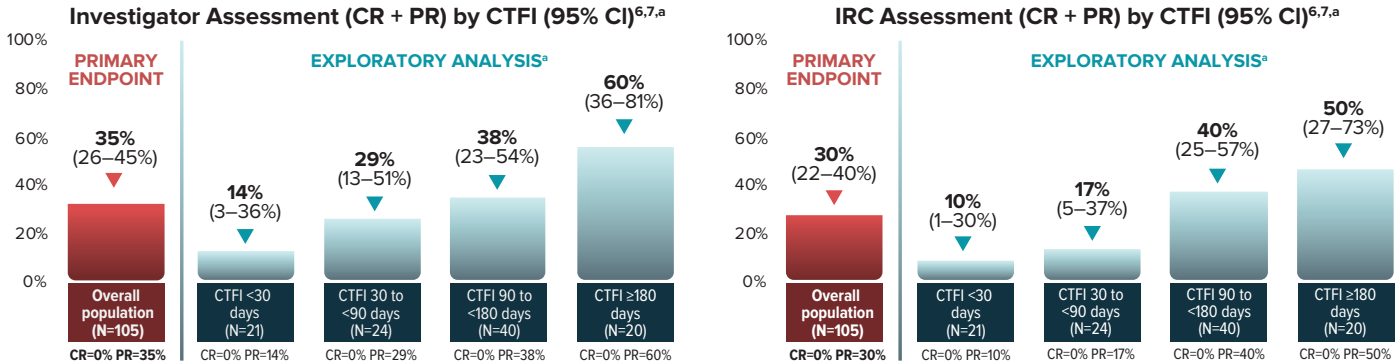 Investigator Assessment (CR + PR) by CTFI (95% CI)6,7,a
100%
80%
60%
40%
20%
0%
PRIMARY
ENDPOINT
EXPLORATORY ANALYSISa
35%
(26–45%)
14%
(3–36%)
29%
(13–51%)
38%
(23–54%)
60%
(36–81%)
Overall
population
(N=105)
CTFI <30
days
(N=21)
CTFI 30 to
<90 days
(N=24)
CTFI 90 to
<180 days
(N=40)
CTFI ≥180
days
(N=20)
CR=0% PR=35%
CR=0% PR=14%
CR=0% PR=29%
CR=0% PR=38%
CR=0% PR=60%
IRC Assessment (CR + PR) by CTFI (95% CI)6,7,a
100%
80%
60%
40%
20%
0%
PRIMARY
ENDPOINT
EXPLORATORY ANALYSISa
30%
(22–40%)
10%
(1–30%)
17%
(5–37%)
40%
(25–57%)
50%
(27–73%)
Overall
population
(N=105)
CTFI <30
days
(N=21)
CTFI 30 to
<90 days
(N=24)
CTFI 90 to
<180 days
(N=40)
CTFI ≥180
days
(N=20)
CR=0% PR=30%
CR=0% PR=10%
CR=0% PR=17%
CR=0% PR=40%
CR=0% PR=50%